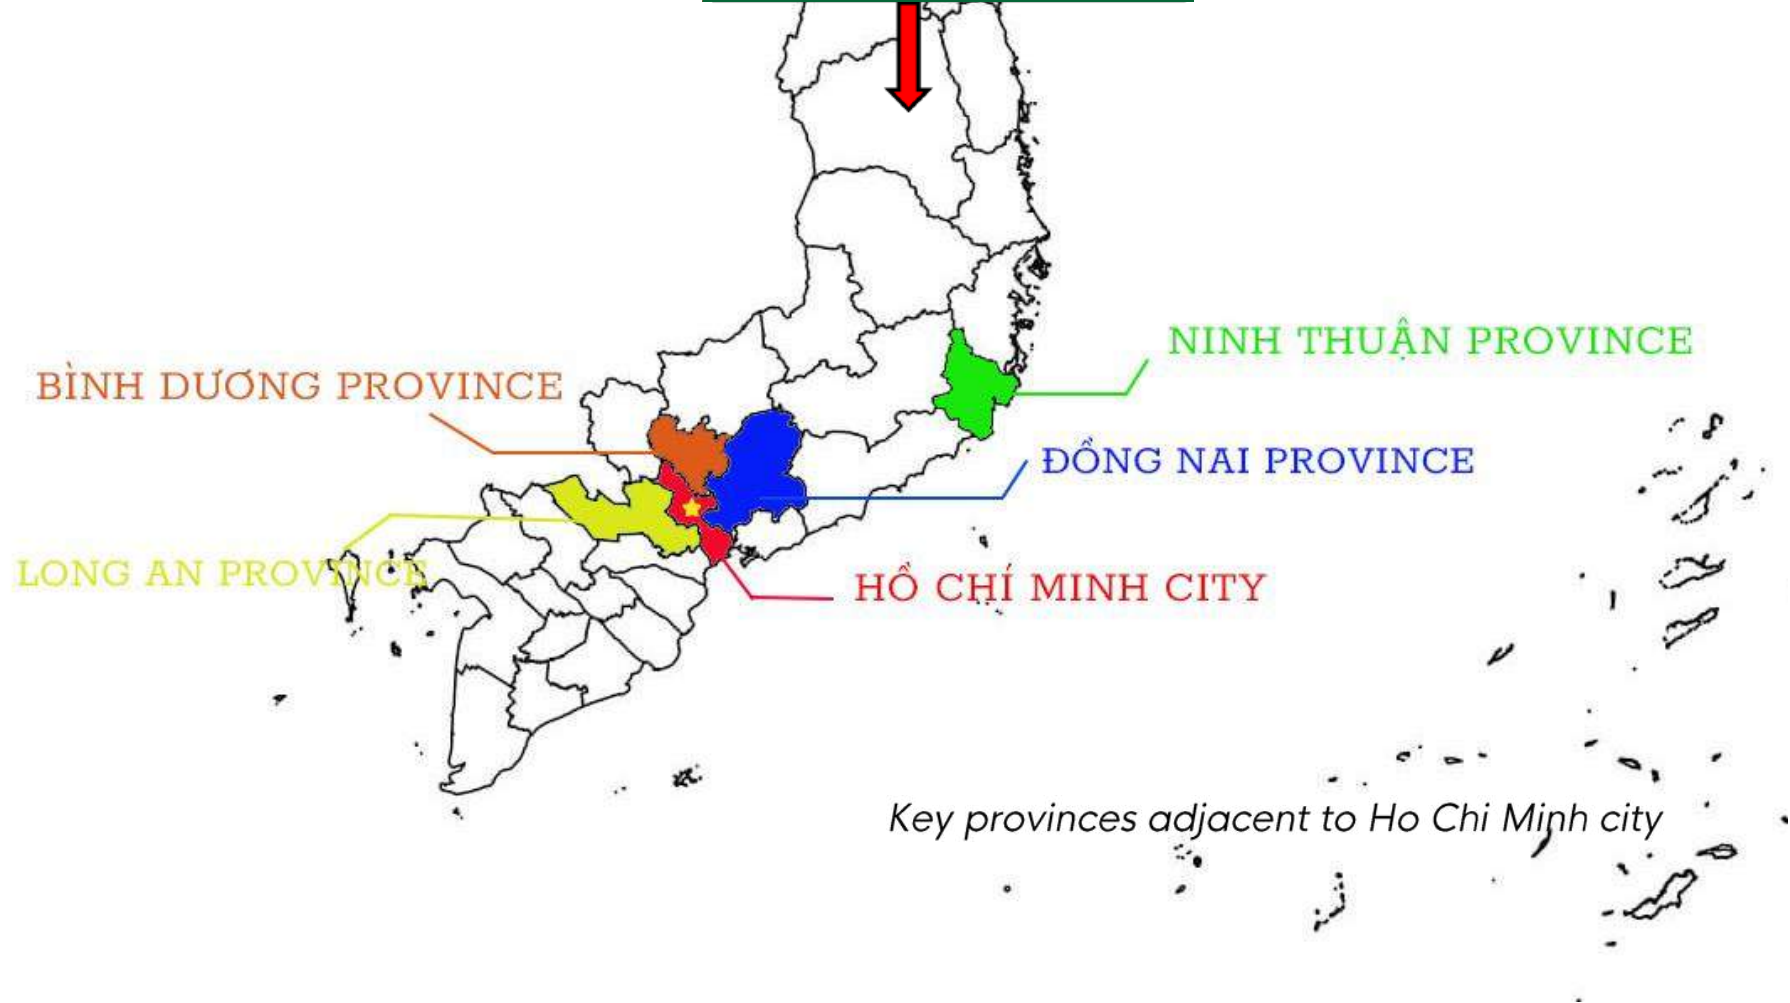 NINH THUẬN PROVINCE
BÌNH DƯƠNG PROVINCE
ĐỒNG NAI PROVINCE
LONG AN PROVINCE
HỒ CHÍ MINH CITY
Key provinces adjacent to Ho Chi Minh city